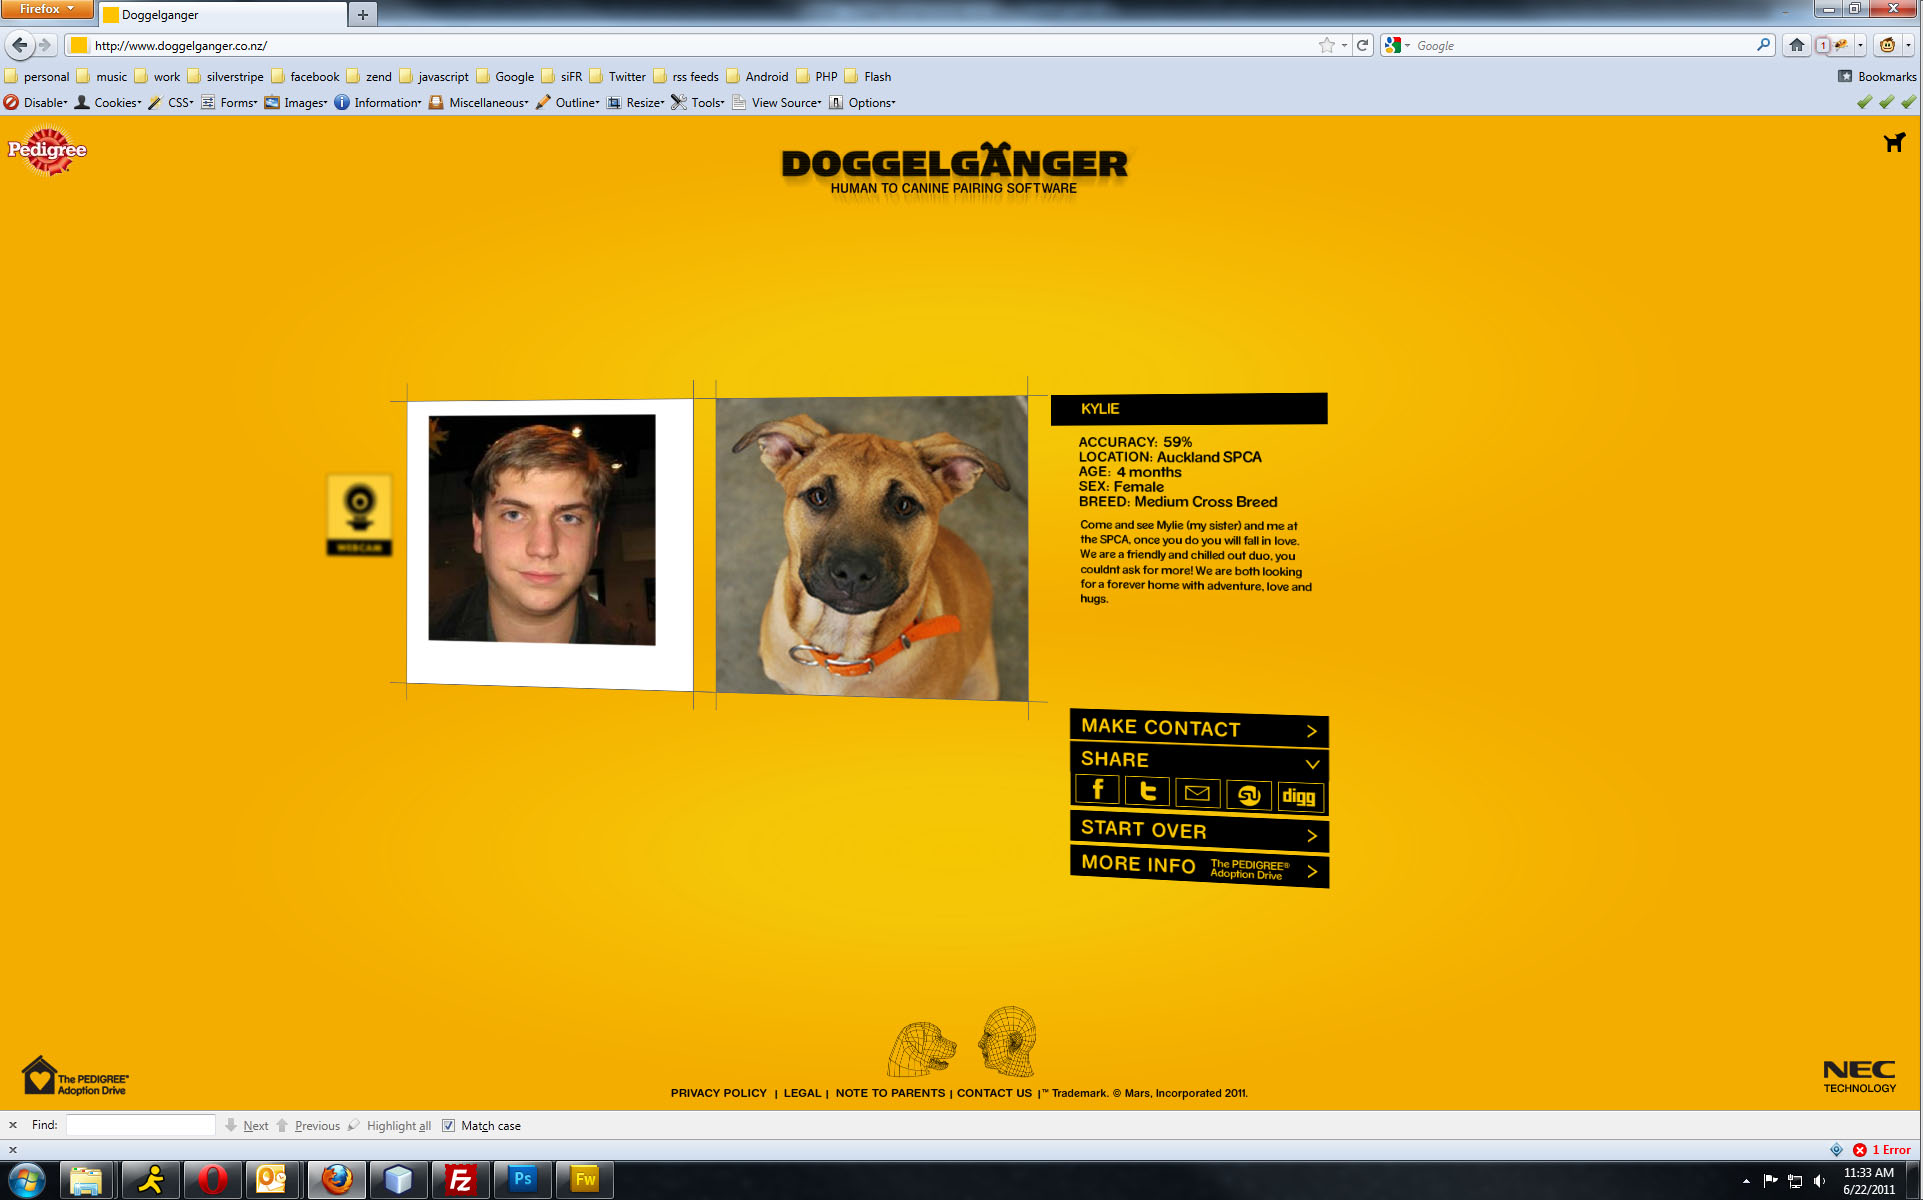 Firefox
Doggelganger
http://www.doggelganger.co.nz/
Google
1
personal music work silverstripe facebook zend javascript Google siFR Twitter rss feeds Android PHP Flash Bookmarks
Disable Cookies CSS Forms Images Information Miscellaneous Outline Resize Tools View Source Options
Pedigree
DOGGELGÄNGER
HUMAN TO CANINE PAIRING SOFTWARE
WEBCAM
KYLIE
ACCURACY: 59%
LOCATION: Auckland SPCA
AGE: 4 months
SEX: Female
BREED: Medium Cross Breed
Come and see Mylie (my sister) and me at
the SPCA, once you do you will fall in love.
We are a friendly and chilled out duo, you
couldnt ask for more! We are both looking
for a forever home with adventure, love and
hugs.
MAKE CONTACT >
SHARE
f t SU digg
START OVER >
MORE INFO The PEDIGREE®
Adoption Drive >
The PEDIGREE™
Adoption Drive
NEC
TECHNOLOGY
PRIVACY POLICY | LEGAL | NOTE TO PARENTS | CONTACT US |™ Trademark. © Mars, Incorporated 2011.
x Find: Next Previous Highlight all Match case
x 1 Error
Fz Ps Fw
11:33 AM
6/22/2011